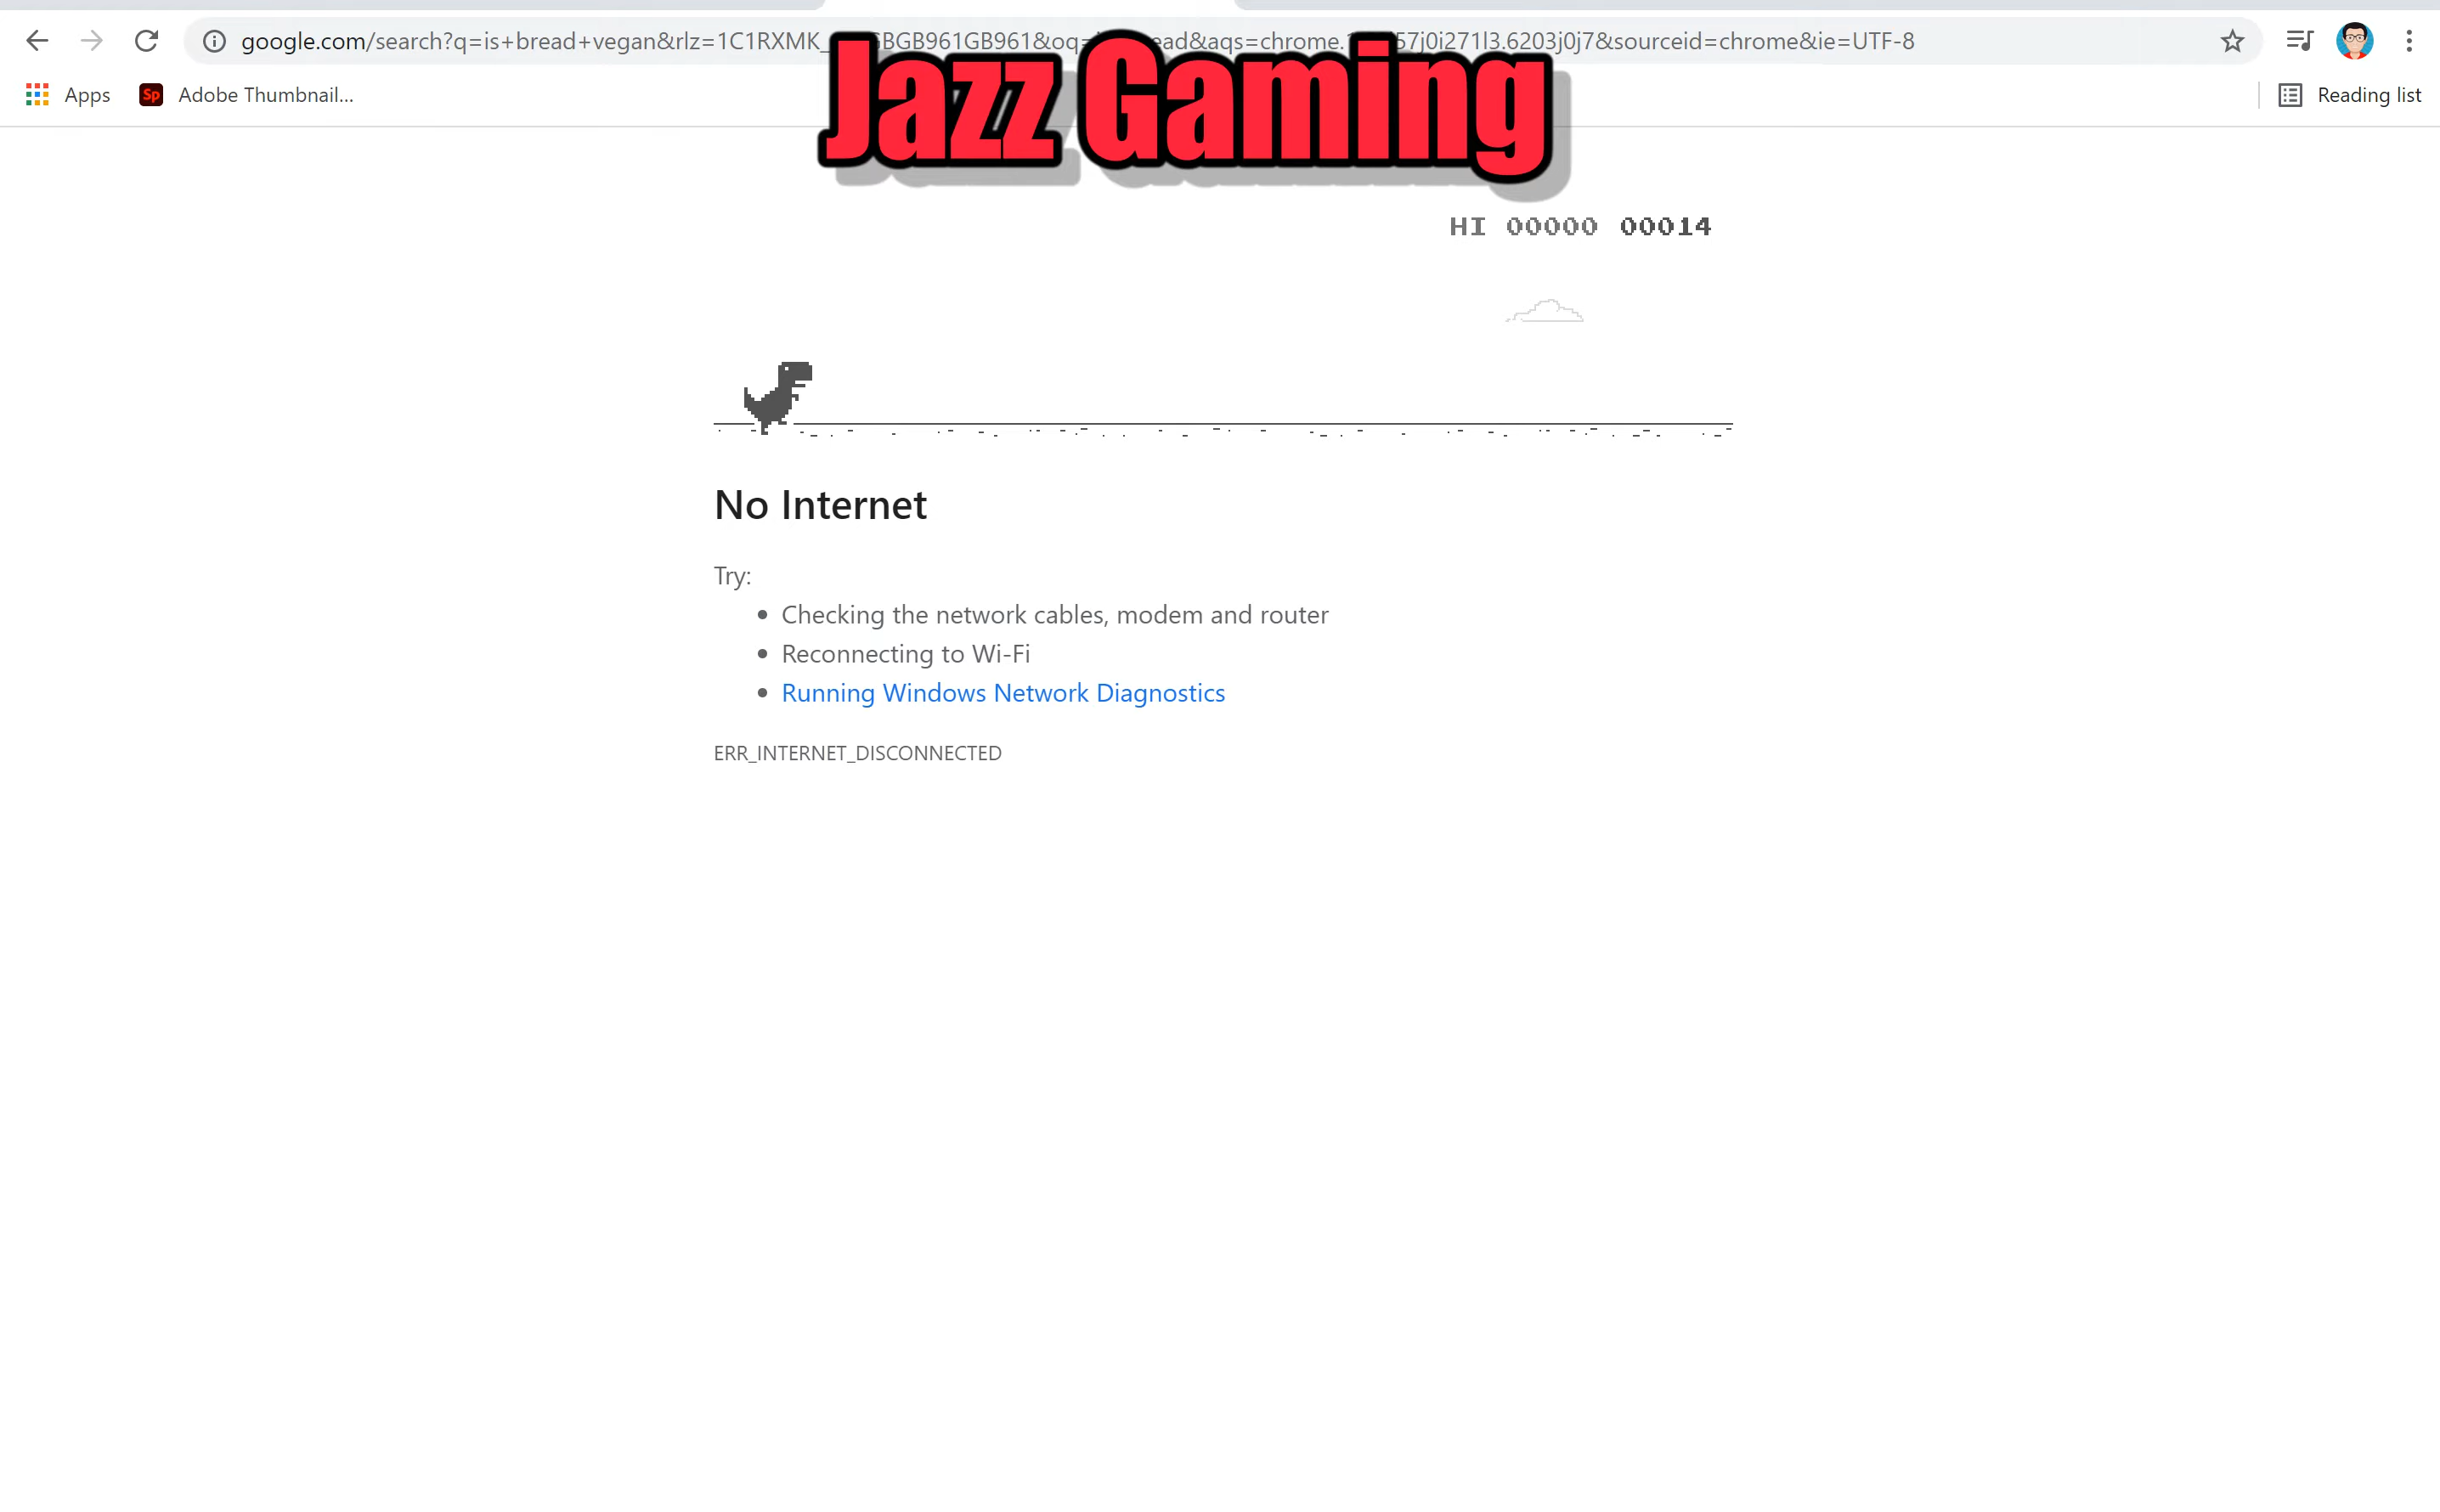 google.com/search?q=is+bread+vegan&rlz=1C1RXMK_ GBGB961GB961&oq= ead&aqs=chrome. 57j0i271l3.6203j0j7&sourceid=chrome&ie=UTF-8
Jazz Gaming
Apps Sp Adobe Thumbnail... Reading list
HI 00000 00014
No Internet
Try:
Checking the network cables, modem and router
Reconnecting to Wi-Fi
Running Windows Network Diagnostics
ERR_INTERNET_DISCONNECTED